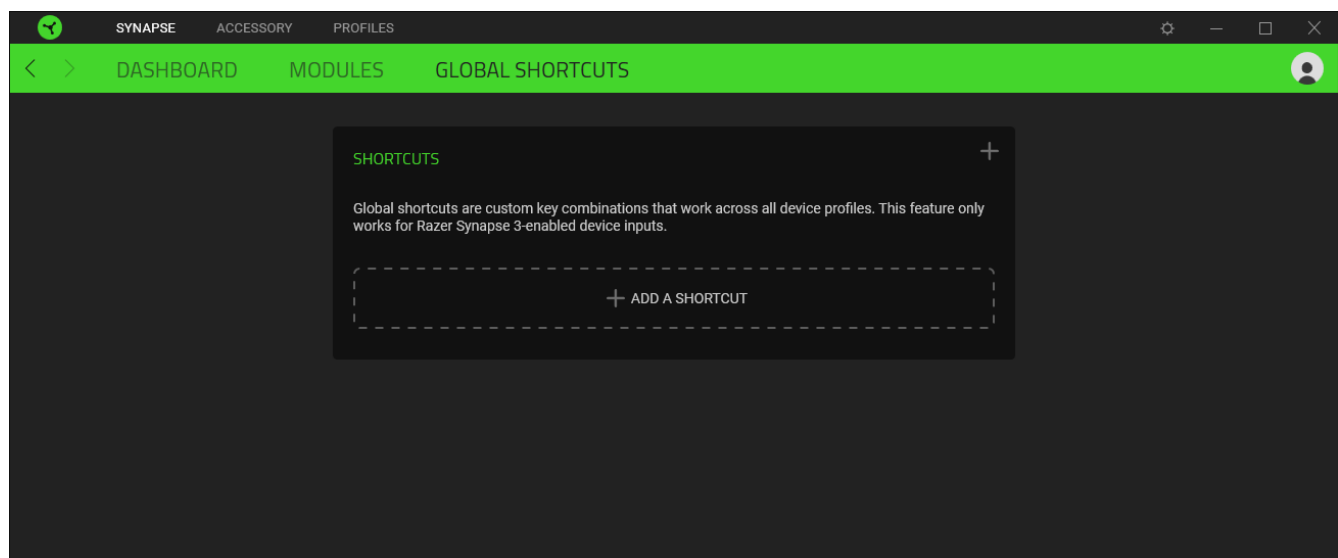 SYNAPSE ACCESSORY PROFILES
DASHBOARD MODULES GLOBAL SHORTCUTS
SHORTCUTS
Global shortcuts are custom key combinations that work across all device profiles. This feature only
works for Razer Synapse 3-enabled device inputs.
ADD A SHORTCUT